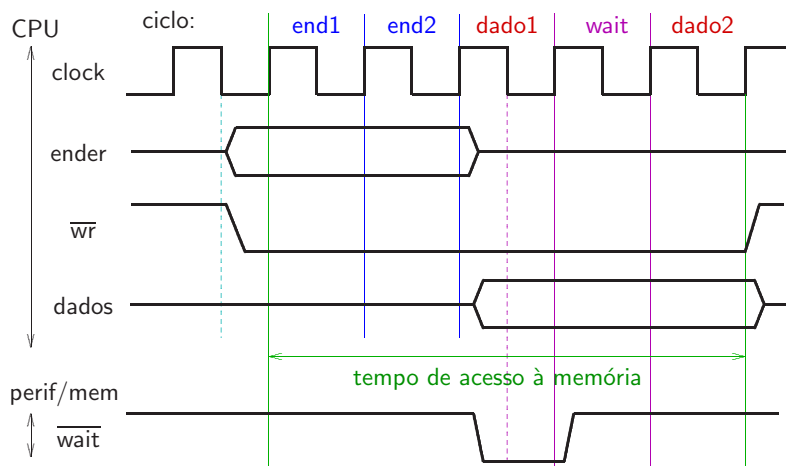 ciclo:
end1 end2 dado1 wait dado2
CPU
clock
ender
wr
dados
tempo de acesso à memória
perif/mem
wait